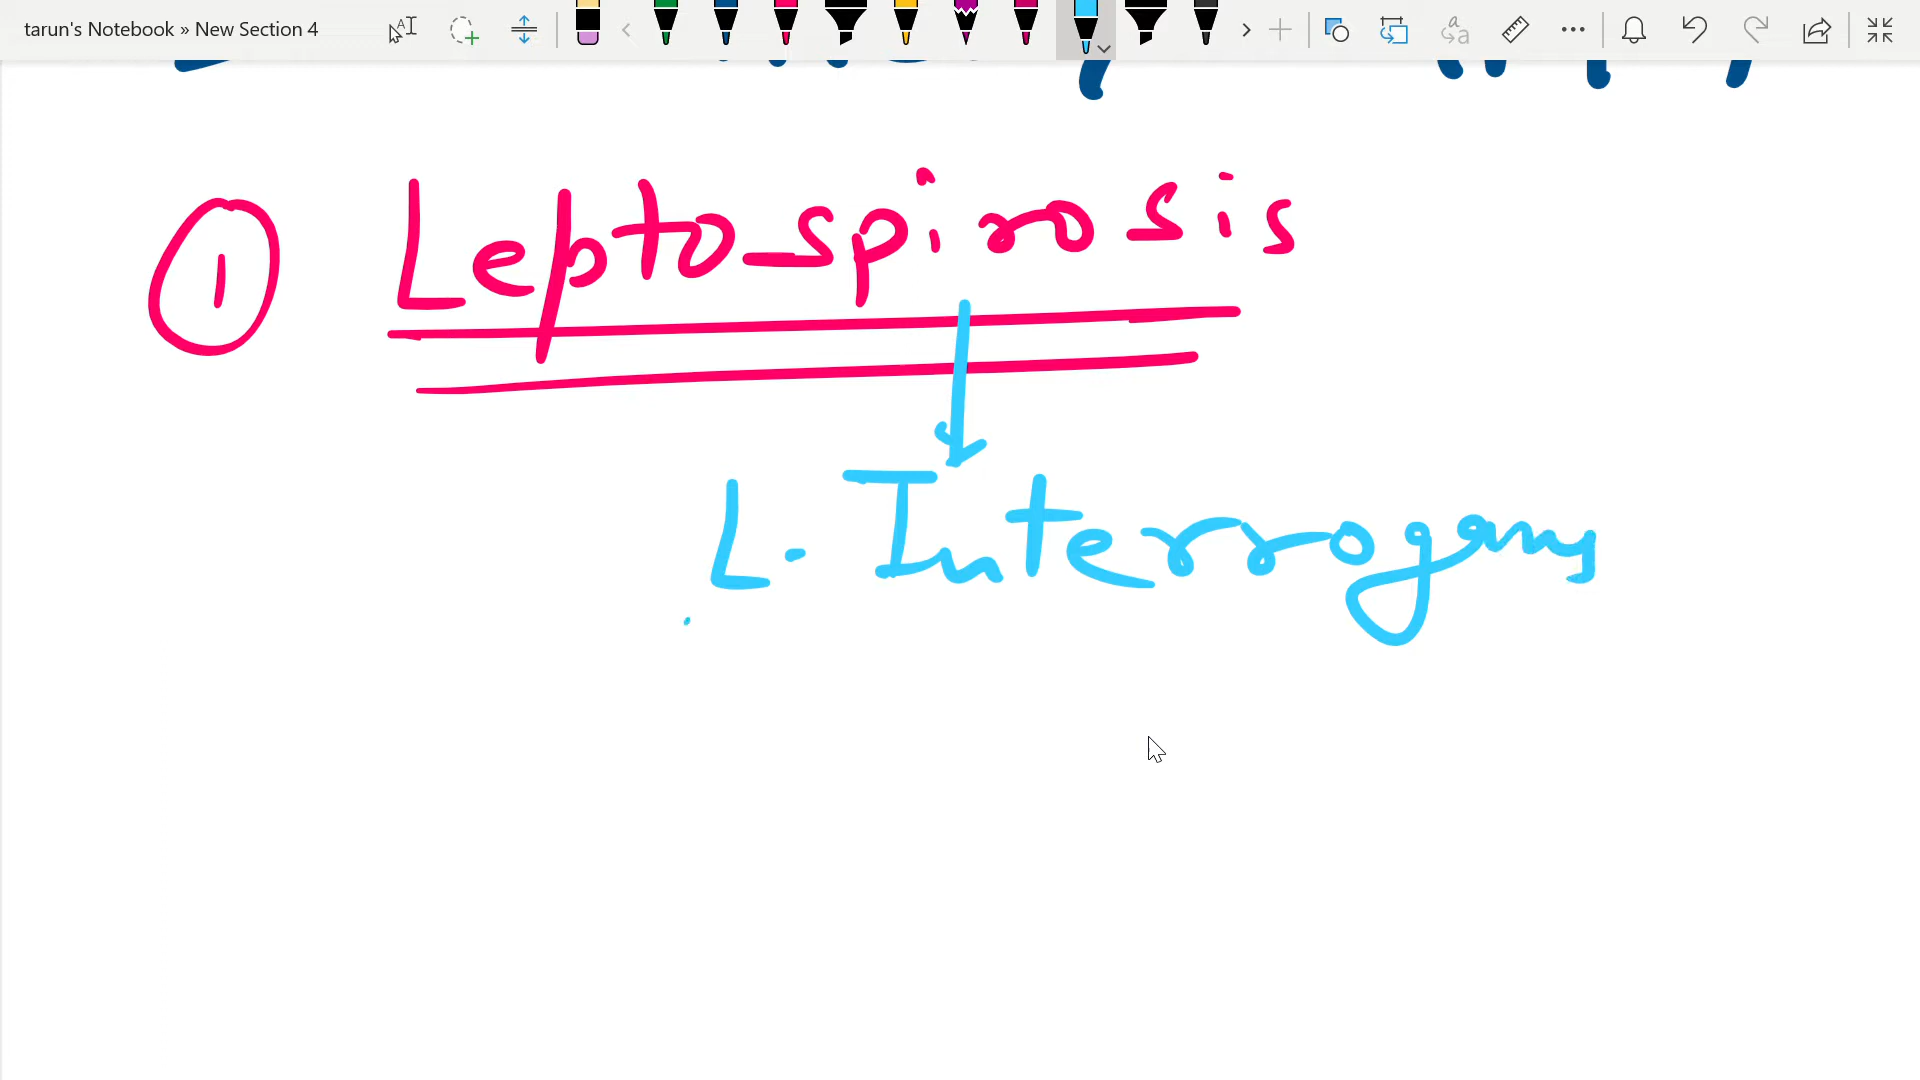 tarun's Notebook » New Section 4
① Leptospirosis
L. Interrogans